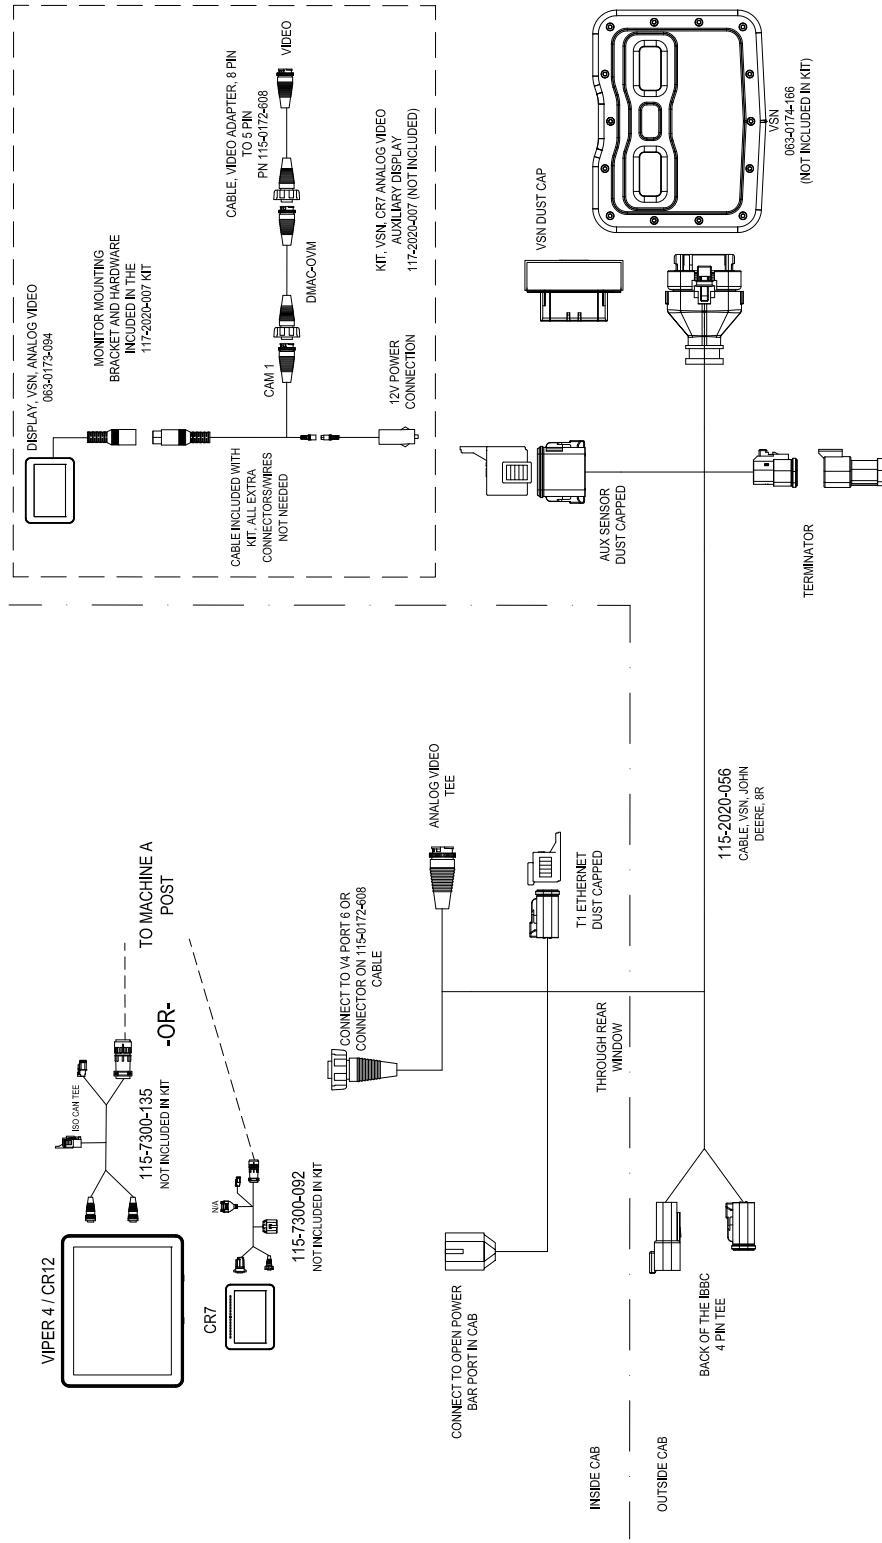 VIPER 4 / CR12
ISO CAN TEE
115-7300-135
NOT INCLUDED IN KIT
-OR-
TO MACHINE A
POST
CR7
N/A
115-7300-092
NOT INCLUDED IN KIT
DISPLAY, VSN, ANALOG VIDEO
063-0173-094
MONITOR MOUNTING
BRACKET AND HARDWARE
INCUDED IN THE
117-2020-007 KIT
CABLE INCLUDED WITH
KIT, ALL EXTRA
CONNECTORS/WIRES
NOT NEEDED
CAM 1
DMAC-OVM
CABLE, VIDEO ADAPTER, 8 PIN
TO 5 PIN
PN 115-0172-608
VIDEO
12V POWER
CONNECTION
KIT, VSN, CR7 ANALOG VIDEO
AUXILIARY DISPLAY
117-2020-007 (NOT INCLUDED)
CONNECT TO V4 PORT 6 OR
CONNECTOR ON 115-0172-608
CABLE
ANALOG VIDEO
TEE
CONNECT TO OPEN POWER
BAR PORT IN CAB
T1 ETHERNET
DUST CAPPED
THROUGH REAR
WINDOW
INSIDE CAB
OUTSIDE CAB
BACK OF THE IBBC
4 PIN TEE
115-2020-056
CABLE, VSN, JOHN
DEERE, 8R
AUX SENSOR
DUST CAPPED
TERMINATOR
VSN DUST CAP
VSN
063-0174-166
(NOT INCLUDED IN KIT)